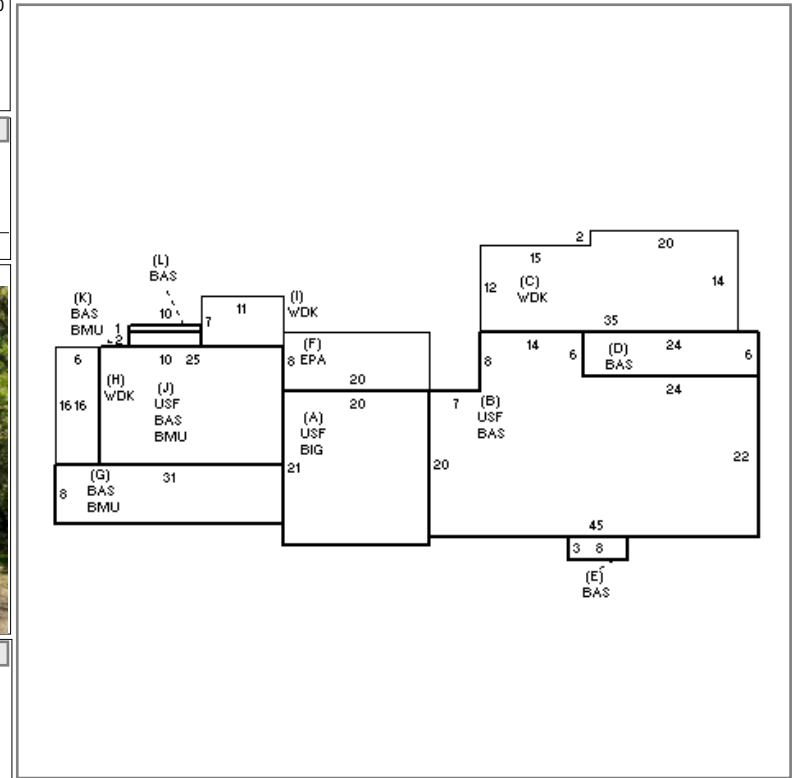 2
20
15
(C)
WDK
12
14
35
(L)
BAS
(K)
BAS
BMU
1
2
10
7
11
(I)
WDK
(F)
EPA
8
20
14
8
6
(D)
BAS
24
6
24
6
(H)
WDK
10 25
(J)
USF
BAS
BMU
16 16
20
(A)
USF
BIG
21
7
(B)
USF
BAS
20
22
45
(G)
BAS
BMU
31
8
3 8
(E)
BAS